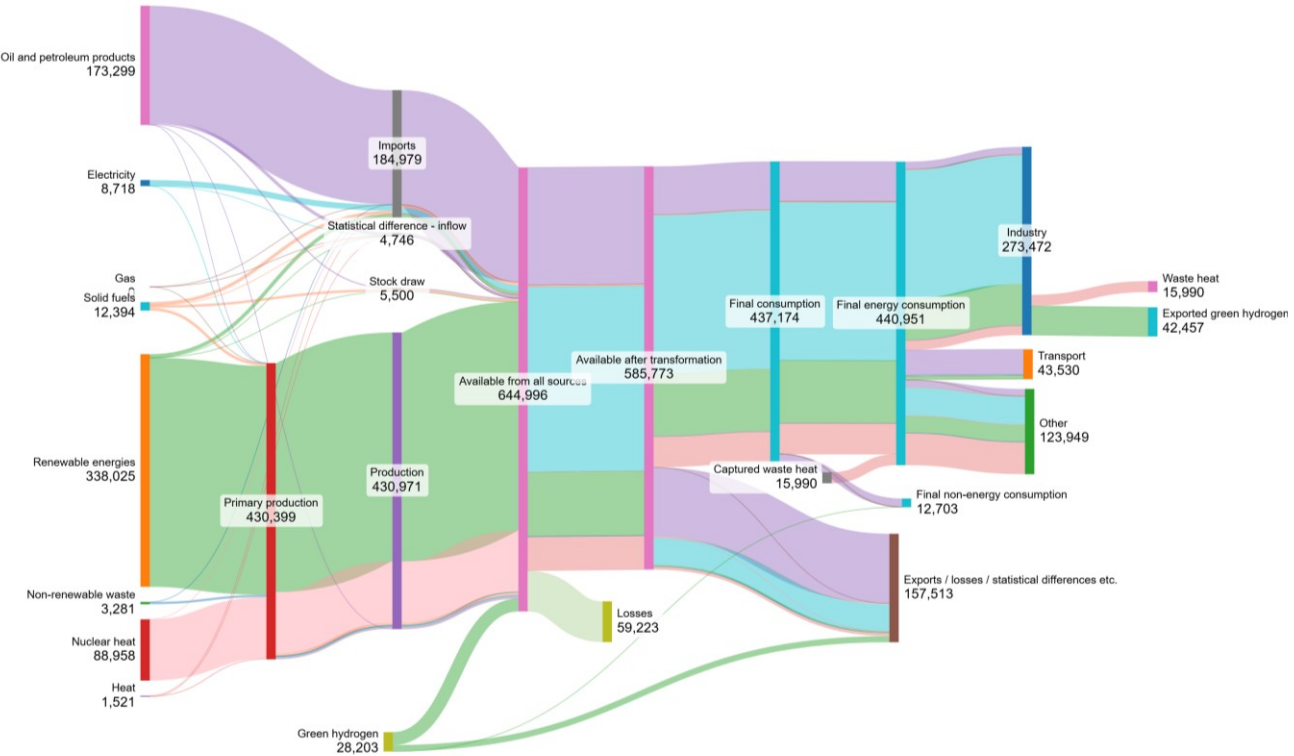 Oil and petroleum products
173,299
Electricity
8,718
Gas
0
Solid fuels
12,394
Renewable energies
338,025
Non-renewable waste
3,281
Nuclear heat
88,958
Heat
1,521
Primary production
430,399
Imports
184,979
Statistical difference - inflow
4,746
Stock draw
5,500
Production
430,971
Green hydrogen
28,203
Available from all sources
644,996
Losses
59,223
Available after transformation
585,773
Final consumption
437,174
Captured waste heat
15,990
Final energy consumption
440,951
Final non-energy consumption
12,703
Exports / losses / statistical differences etc.
157,513
Industry
273,472
Transport
43,530
Other
123,949
Waste heat
15,990
Exported green hydrogen
42,457